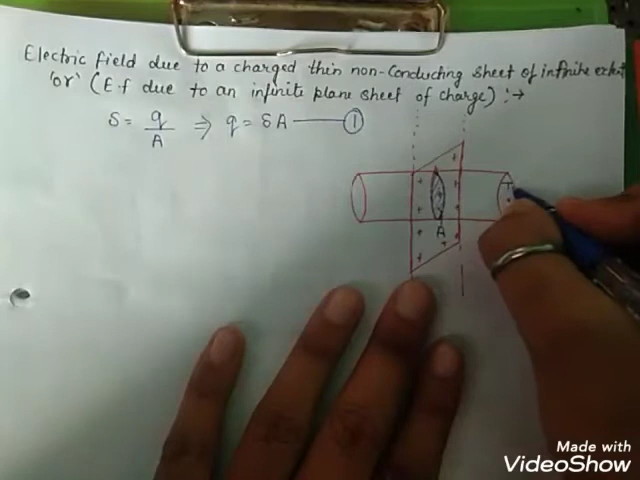 Electric field due to a charged thin non-conducting sheet of infinite extent
'or' (E.f due to an infinite plane sheet of charge) :→
δ = q/A ⇒ q = δA —— ①
A
Made with
VideoShow